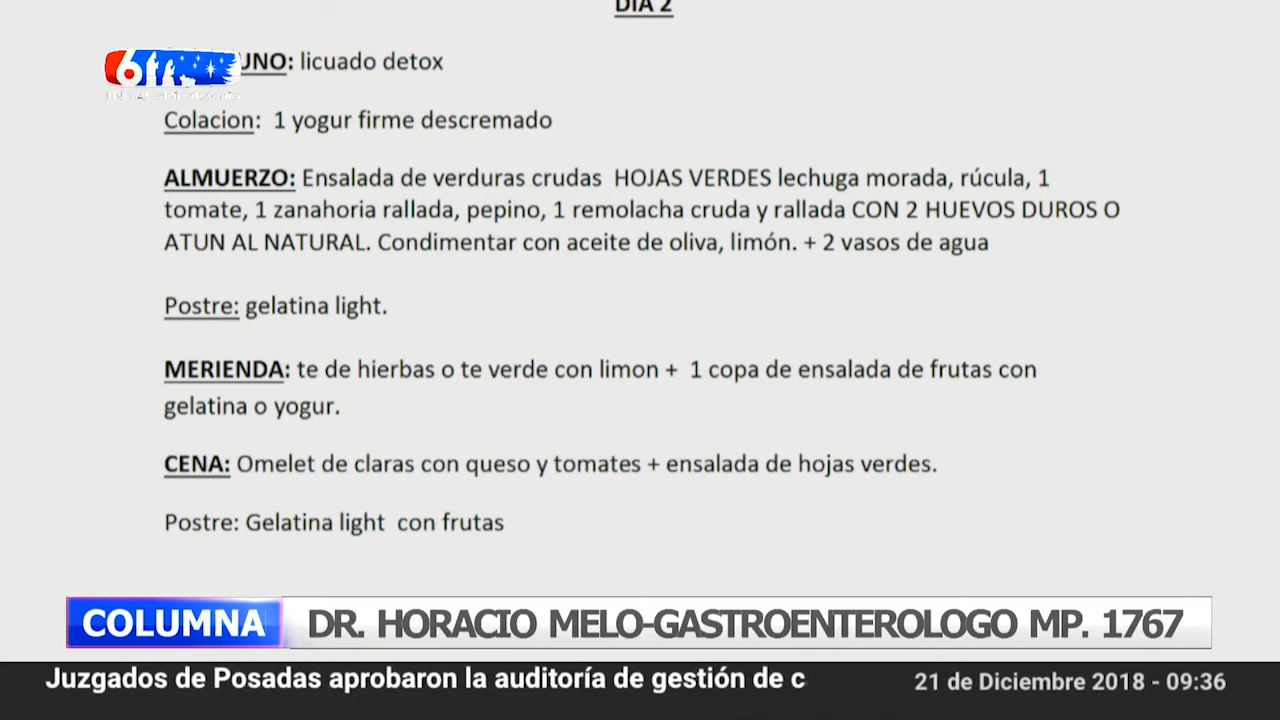 DIA 2
UNO: licuado detox
Colacion: 1 yogur firme descremado
ALMUERZO: Ensalada de verduras crudas HOJAS VERDES lechuga morada, rúcula, 1
tomate, 1 zanahoria rallada, pepino, 1 remolacha cruda y rallada CON 2 HUEVOS DUROS O
ATUN AL NATURAL. Condimentar con aceite de oliva, limón. + 2 vasos de agua
Postre: gelatina light.
MERIENDA: te de hierbas o te verde con limon + 1 copa de ensalada de frutas con
gelatina o yogur.
CENA: Omelet de claras con queso y tomates + ensalada de hojas verdes.
Postre: Gelatina light con frutas
COLUMNA
DR. HORACIO MELO-GASTROENTEROLOGO MP. 1767
Juzgados de Posadas aprobaron la auditoría de gestión de c
21 de Diciembre 2018 - 09:36